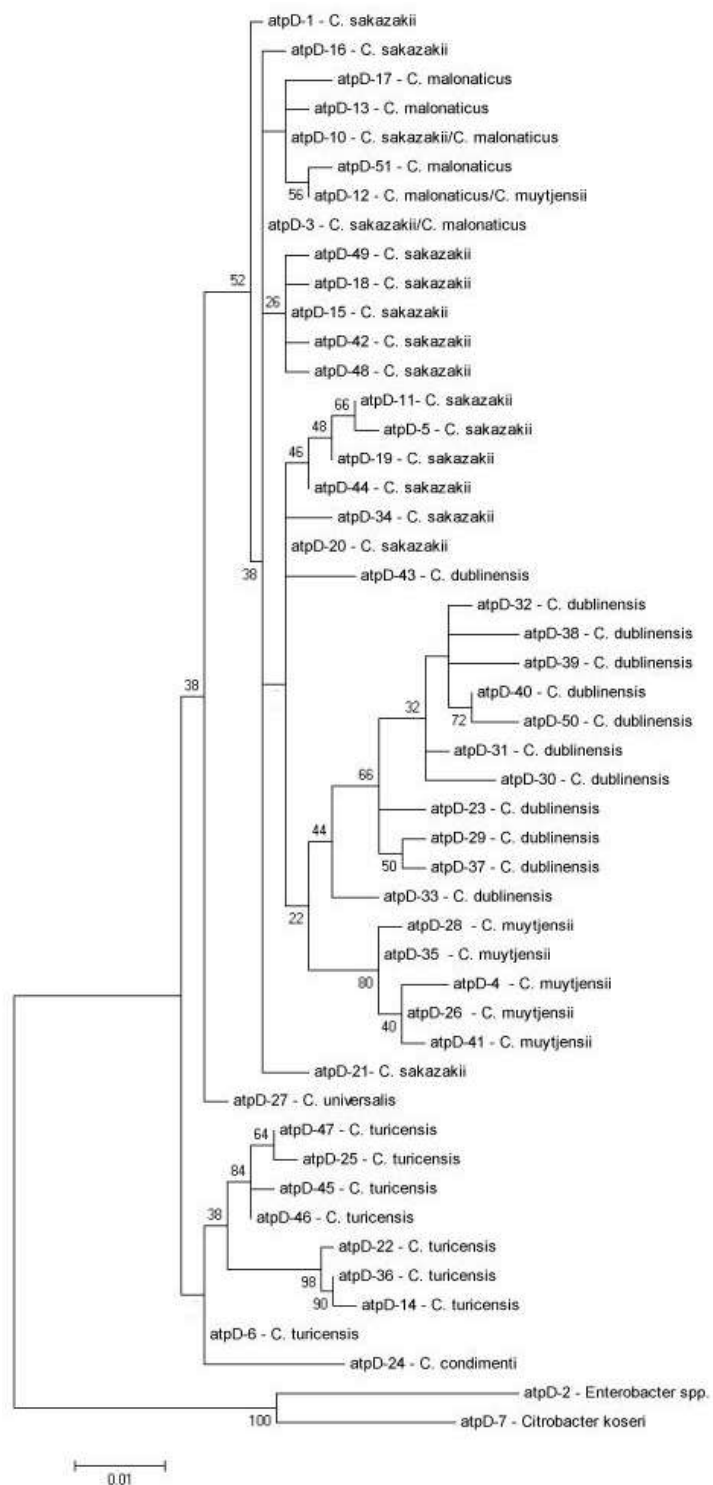 atpD-1 - C. sakazakii
atpD-16 - C. sakazakii
atpD-17 - C. malonaticus
atpD-13 - C. malonaticus
atpD-10 - C. sakazakii/C. malonaticus
atpD-51 - C. malonaticus
56
atpD-12 - C. malonaticus/C. muytjensii
atpD-3 - C. sakazakii/C. malonaticus
atpD-49 - C. sakazakii
52
atpD-18 - C. sakazakii
26
atpD-15 - C. sakazakii
atpD-42 - C. sakazakii
atpD-48 - C. sakazakii
66
atpD-11- C. sakazakii
48
atpD-5 - C. sakazakii
46
atpD-19 - C. sakazakii
atpD-44 - C. sakazakii
atpD-34 - C. sakazakii
atpD-20 - C. sakazakii
38
atpD-43 - C. dublinensis
atpD-32 - C. dublinensis
atpD-38 - C. dublinensis
atpD-39 - C. dublinensis
38
atpD-40 - C. dublinensis
32
72
atpD-50 - C. dublinensis
atpD-31 - C. dublinensis
66
atpD-30 - C. dublinensis
atpD-23 - C. dublinensis
44
atpD-29 - C. dublinensis
50
atpD-37 - C. dublinensis
atpD-33 - C. dublinensis
22
atpD-28 - C. muytjensii
atpD-35 - C. muytjensii
80
atpD-4 - C. muytjensii
atpD-26 - C. muytjensii
40
atpD-41 - C. muytjensii
atpD-21- C. sakazakii
atpD-27 - C. universalis
64
atpD-47 - C. turicensis
atpD-25 - C. turicensis
84
atpD-45 - C. turicensis
38
atpD-46 - C. turicensis
atpD-22 - C. turicensis
98
atpD-36 - C. turicensis
90
atpD-14 - C. turicensis
atpD-6 - C. turicensis
atpD-24 - C. condimenti
atpD-2 - Enterobacter spp.
100
atpD-7 - Citrobacter koseri
0.01